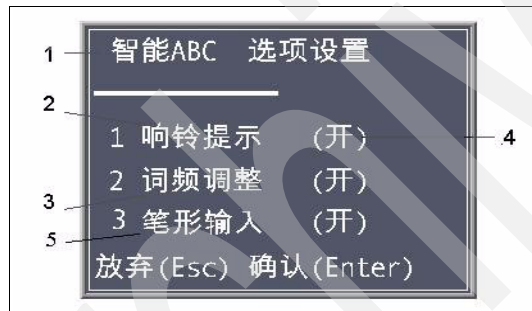 1 智能ABC 选项设置
2
1 响铃提示 (开) 4
2 词频调整 (开)
3
3 笔形输入 (开)
5
放弃(Esc) 确认(Enter)